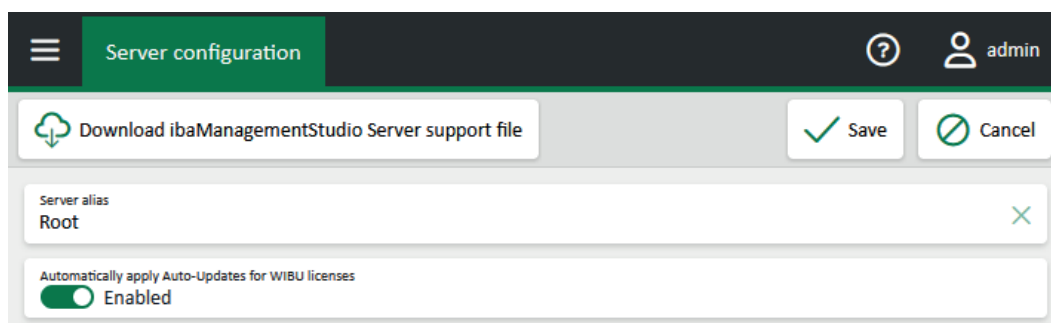 Server configuration
admin
Download ibaManagementStudio Server support file
Save
Cancel
Server alias
Root
Automatically apply Auto-Updates for WIBU licenses
Enabled